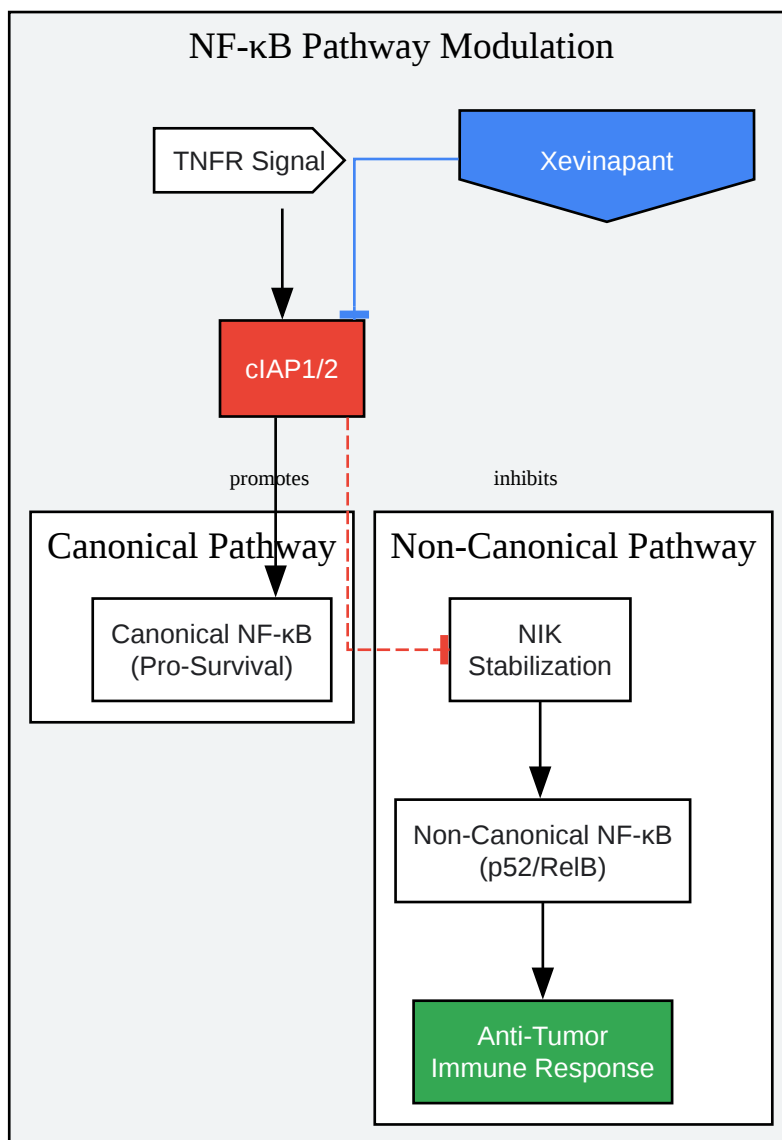 NF-κB Pathway Modulation
TNFR Signal
Xevinapant
cIAP1/2
promotes
inhibits
Canonical Pathway
Non-Canonical Pathway
Canonical NF-κB
(Pro-Survival)
NIK
Stabilization
Non-Canonical NF-κB
(p52/RelB)
Anti-Tumor
Immune Response